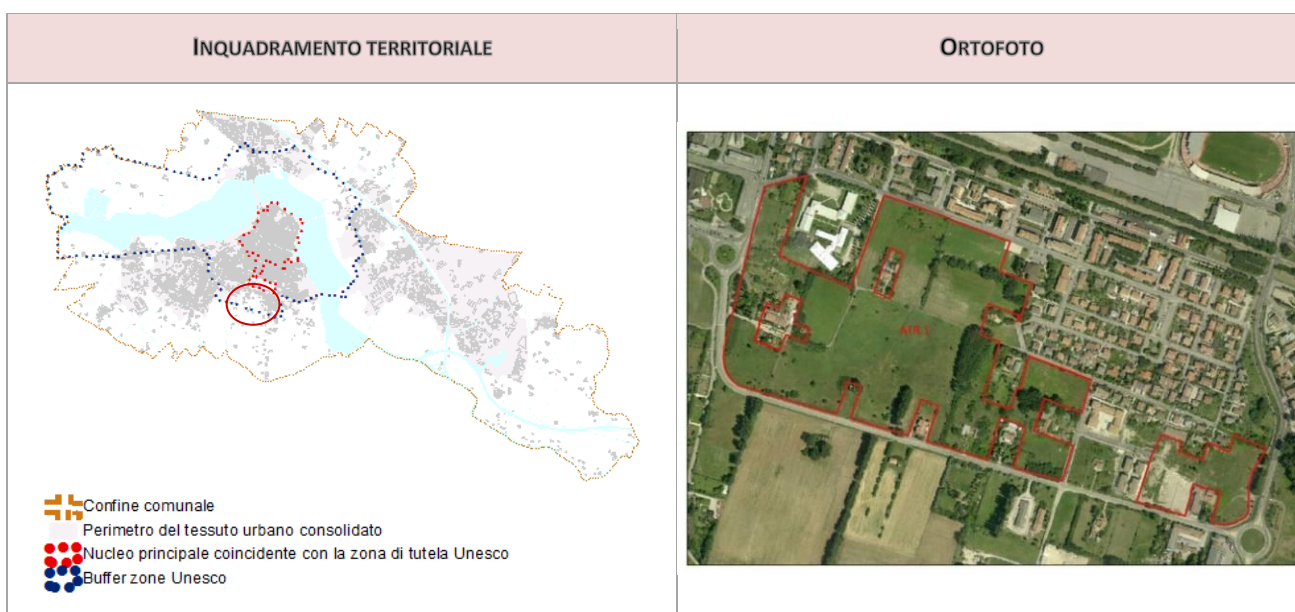 INQUADRAMENTO TERRITORIALE
ORTOFOTO
Confine comunale
Perimetro del tessuto urbano consolidato
Nucleo principale coincidente con la zona di tutela Unesco
Buffer zone Unesco